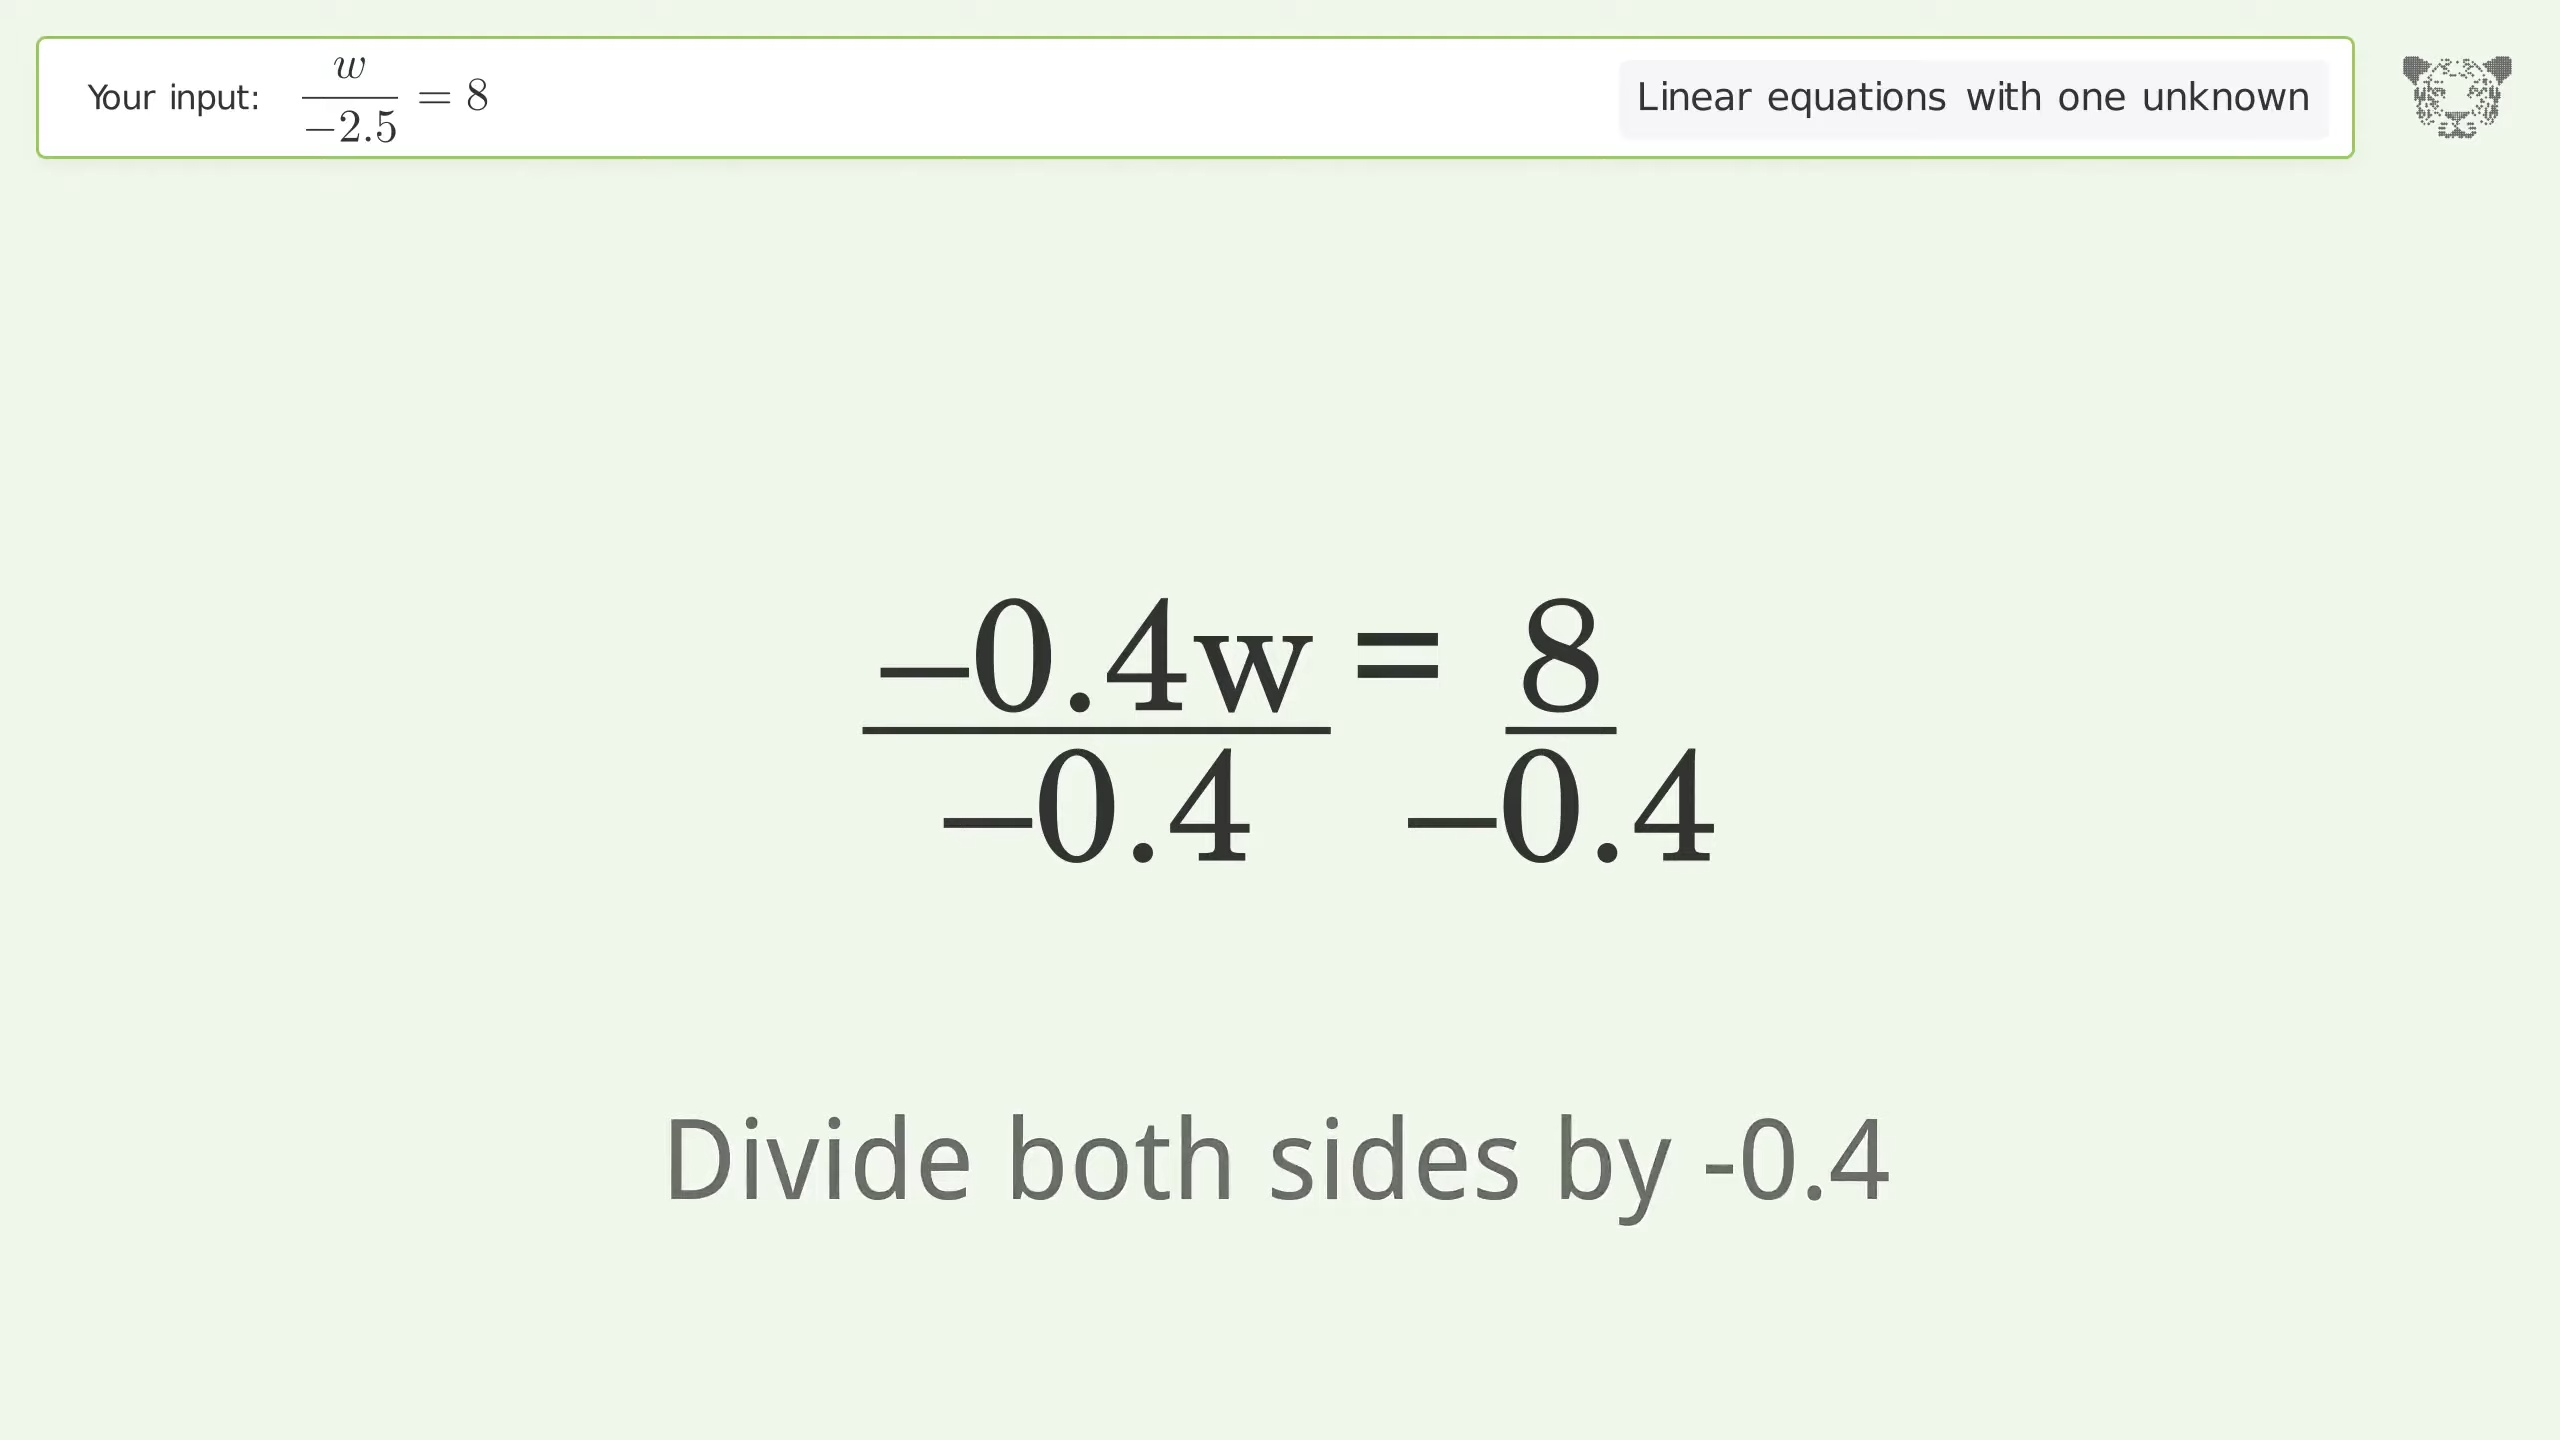 Your input: w/−2.5 = 8
Linear equations with one unknown
−0.4w/−0.4 = 8/−0.4
Divide both sides by -0.4